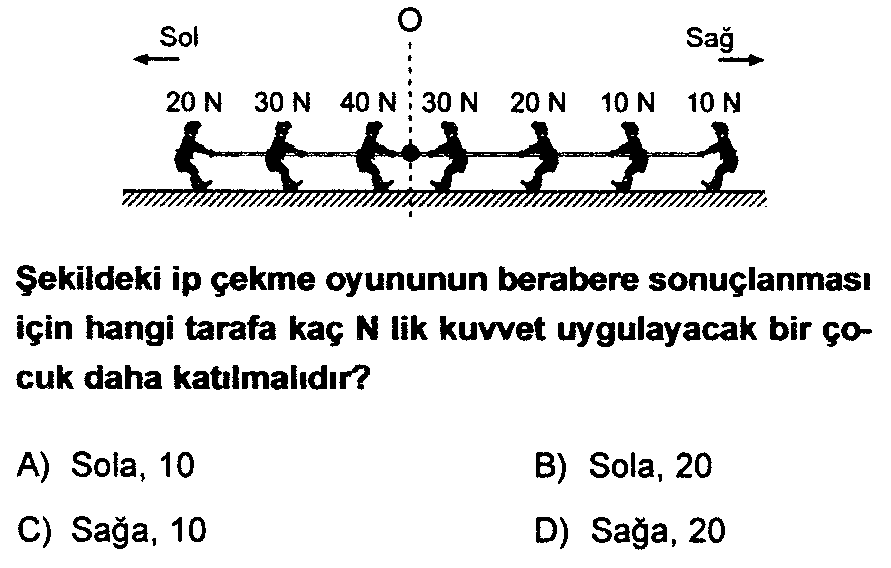 O
Sol Sağ
20 N 30 N 40 N 30 N 20 N 10 N 10 N
Şekildeki ip çekme oyununun berabere sonuçlanması
için hangi tarafa kaç N lik kuvvet uygulayacak bir ço-
cuk daha katılmalıdır?
A) Sola, 10 B) Sola, 20
C) Sağa, 10 D) Sağa, 20